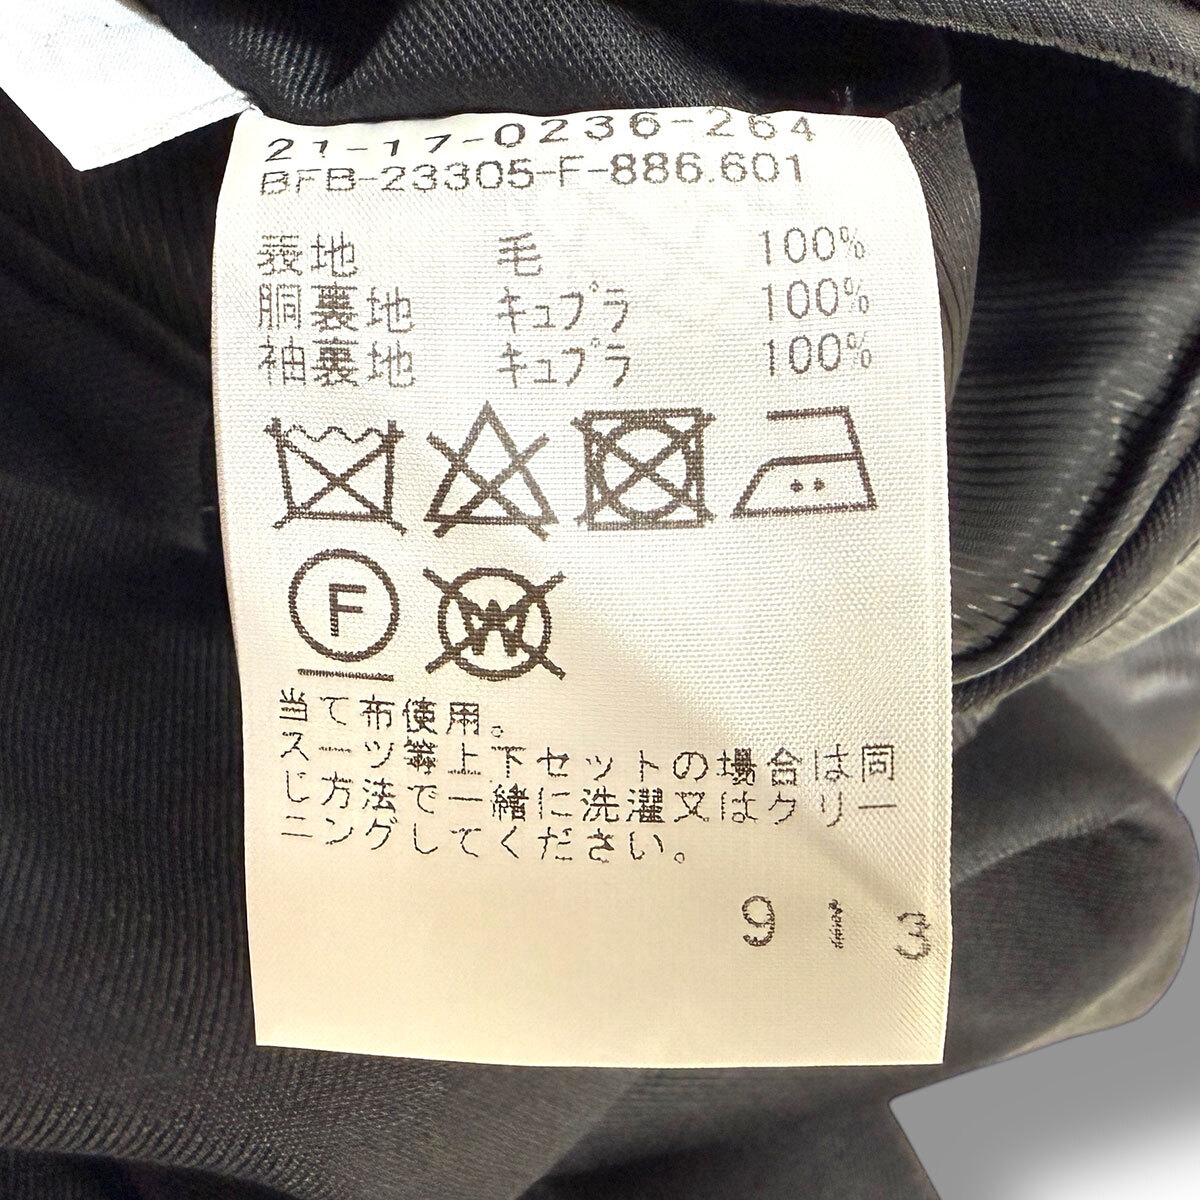 21-17-0236-264
BFB-23305-F-886.601
表地 毛 100%
胴裏地 キュプラ 100%
袖裏地 キュプラ 100%
F
W
当て布使用。
スーツ等上下セットの場合は同
じ方法で一緒に洗濯又はクリー
ニングしてください。
9 1 3